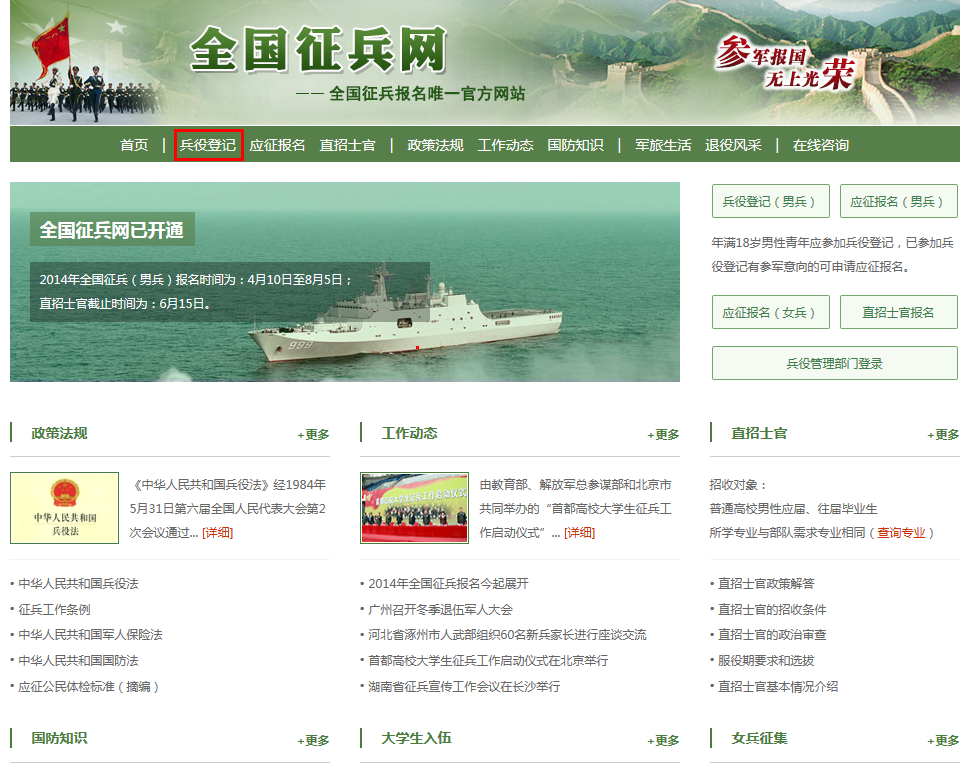 全国征兵网
—— 全国征兵报名唯一官方网站
参军报国
无上光荣
首页 | 兵役登记 应征报名 直招士官 | 政策法规 工作动态 国防知识 | 军旅生活 退役风采 | 在线咨询
全国征兵网已开通
2014年全国征兵（男兵）报名时间为：4月10日至8月5日；
直招士官截止时间为：6月15日。
999
兵役登记（男兵） 应征报名（男兵）
年满18岁男性青年应参加兵役登记，已参加兵
役登记有参军意向的可申请应征报名。
应征报名（女兵） 直招士官报名
兵役管理部门登录
政策法规 +更多
中华人民共和国
兵役法
《中华人民共和国兵役法》经1984年
5月31日第六届全国人民代表大会第2
次会议通过... [详细]
• 中华人民共和国兵役法
• 征兵工作条例
• 中华人民共和国军人保险法
• 中华人民共和国国防法
• 应征公民体检标准（摘编）
工作动态 +更多
由教育部、解放军总参谋部和北京市
共同举办的“首都高校大学生征兵工
作启动仪式”... [详细]
• 2014年全国征兵报名今起展开
• 广州召开冬季退伍军人大会
• 河北省涿州市人武部组织60名新兵家长进行座谈交流
• 首都高校大学生征兵工作启动仪式在北京举行
• 湖南省征兵宣传工作会议在长沙举行
直招士官 +更多
招收对象：
普通高校男性应届、往届毕业生
所学专业与部队需求专业相同（查询专业）
• 直招士官政策解答
• 直招士官的招收条件
• 直招士官的政治审查
• 服役期要求和选拔
• 直招士官基本情况介绍
国防知识 +更多
大学生入伍 +更多
女兵征集 +更多